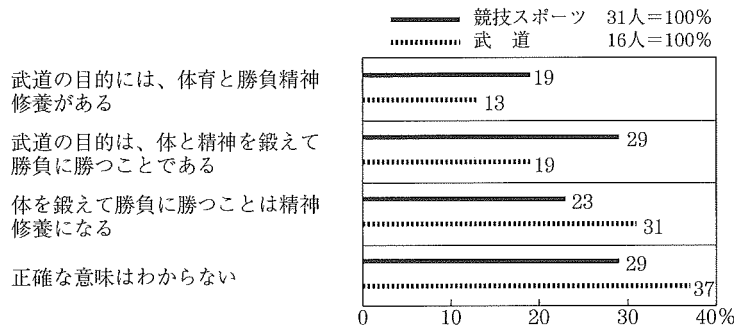 競技スポーツ 31人=100%
武 道 16人=100%
武道の目的には、体育と勝負精神
修養がある
19
13
武道の目的は、体と精神を鍛えて
勝負に勝つことである
29
19
体を鍛えて勝負に勝つことは精神
修養になる
23
31
正確な意味はわからない
29
37
0 10 20 30 40%